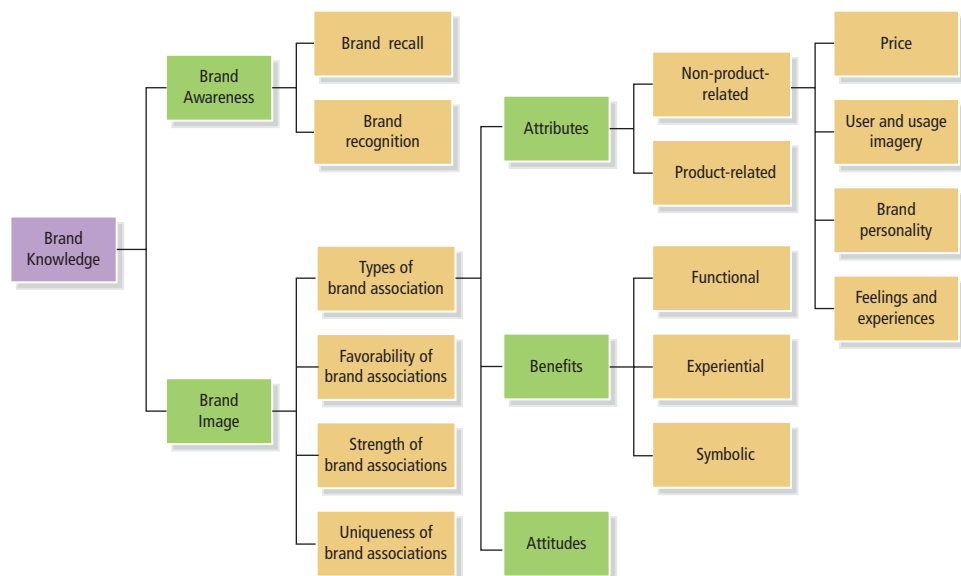 Brand
Knowledge
Brand
Awareness
Brand recall
Brand
recognition
Brand
Image
Types of
brand association
Favorability of
brand associations
Strength of
brand associations
Uniqueness of
brand associations
Attributes
Non-product-
related
Price
User and usage
imagery
Brand
personality
Feelings and
experiences
Product-related
Benefits
Functional
Experiential
Symbolic
Attitudes